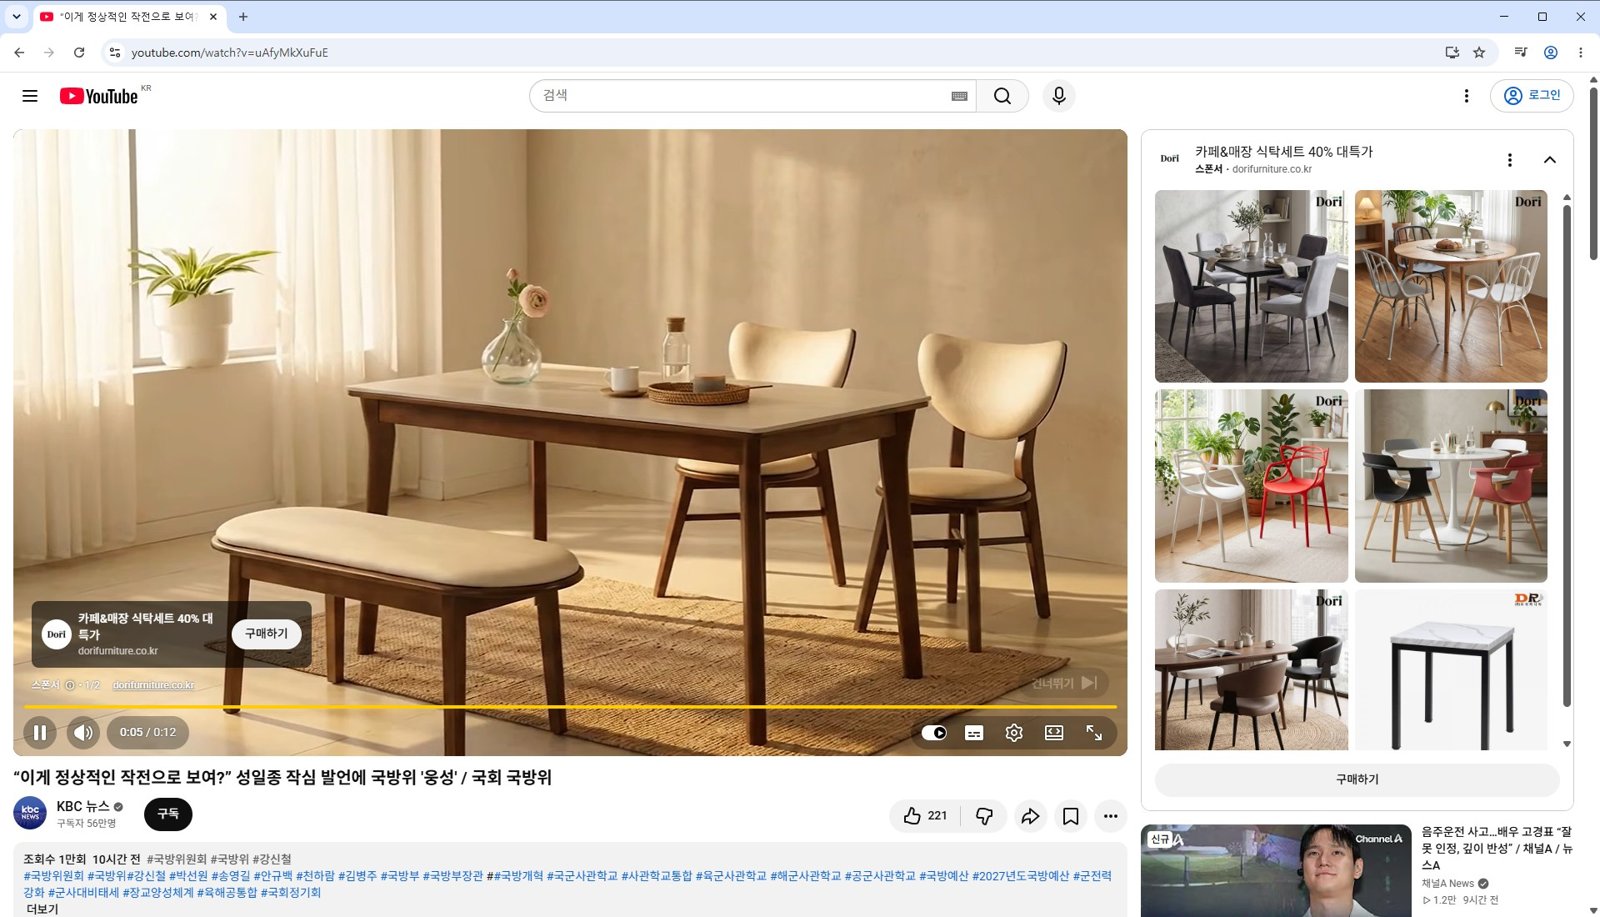 “이게 정상적인 작전으로 보여?
youtube.com/watch?v=uAfyMkXuFuE
YouTube KR
검색
로그인
카페&매장 식탁세트 40% 대특가
Dori
스폰서 · dorifurniture.co.kr
Dori
Dori
Dori
Dori
Dori
DR
구매하기
카페&매장 식탁세트 40% 대
특가
Dori
dorifurniture.co.kr
구매하기
스폰서 · 1/2 dorifurniture.co.kr
건너뛰기
0:05 / 0:12
“이게 정상적인 작전으로 보여?” 성일종 작심 발언에 국방위 '웅성' / 국회 국방위
kbc NEWS
KBC 뉴스
구독자 56만명
구독
221
조회수 1만회 10시간 전 #국방위원회 #국방위 #강신철
#국방위원회 #국방위#강신철 #박선원 #송영길 #안규백 #천하람 #김병주 #국방부 #국방부장관 ##국방개혁 #국군사관학교 #사관학교통합 #육군사관학교 #해군사관학교 #공군사관학교 #국방예산 #2027년도국방예산 #군전력
강화 #군사대비태세 #장교양성체계 #육해공통합 #국회정기회
더보기
신규
Channel A
음주운전 사고...배우 고경표 “잘
못 인정, 깊이 반성” / 채널A / 뉴
스A
채널A News
1.2만 9시간 전